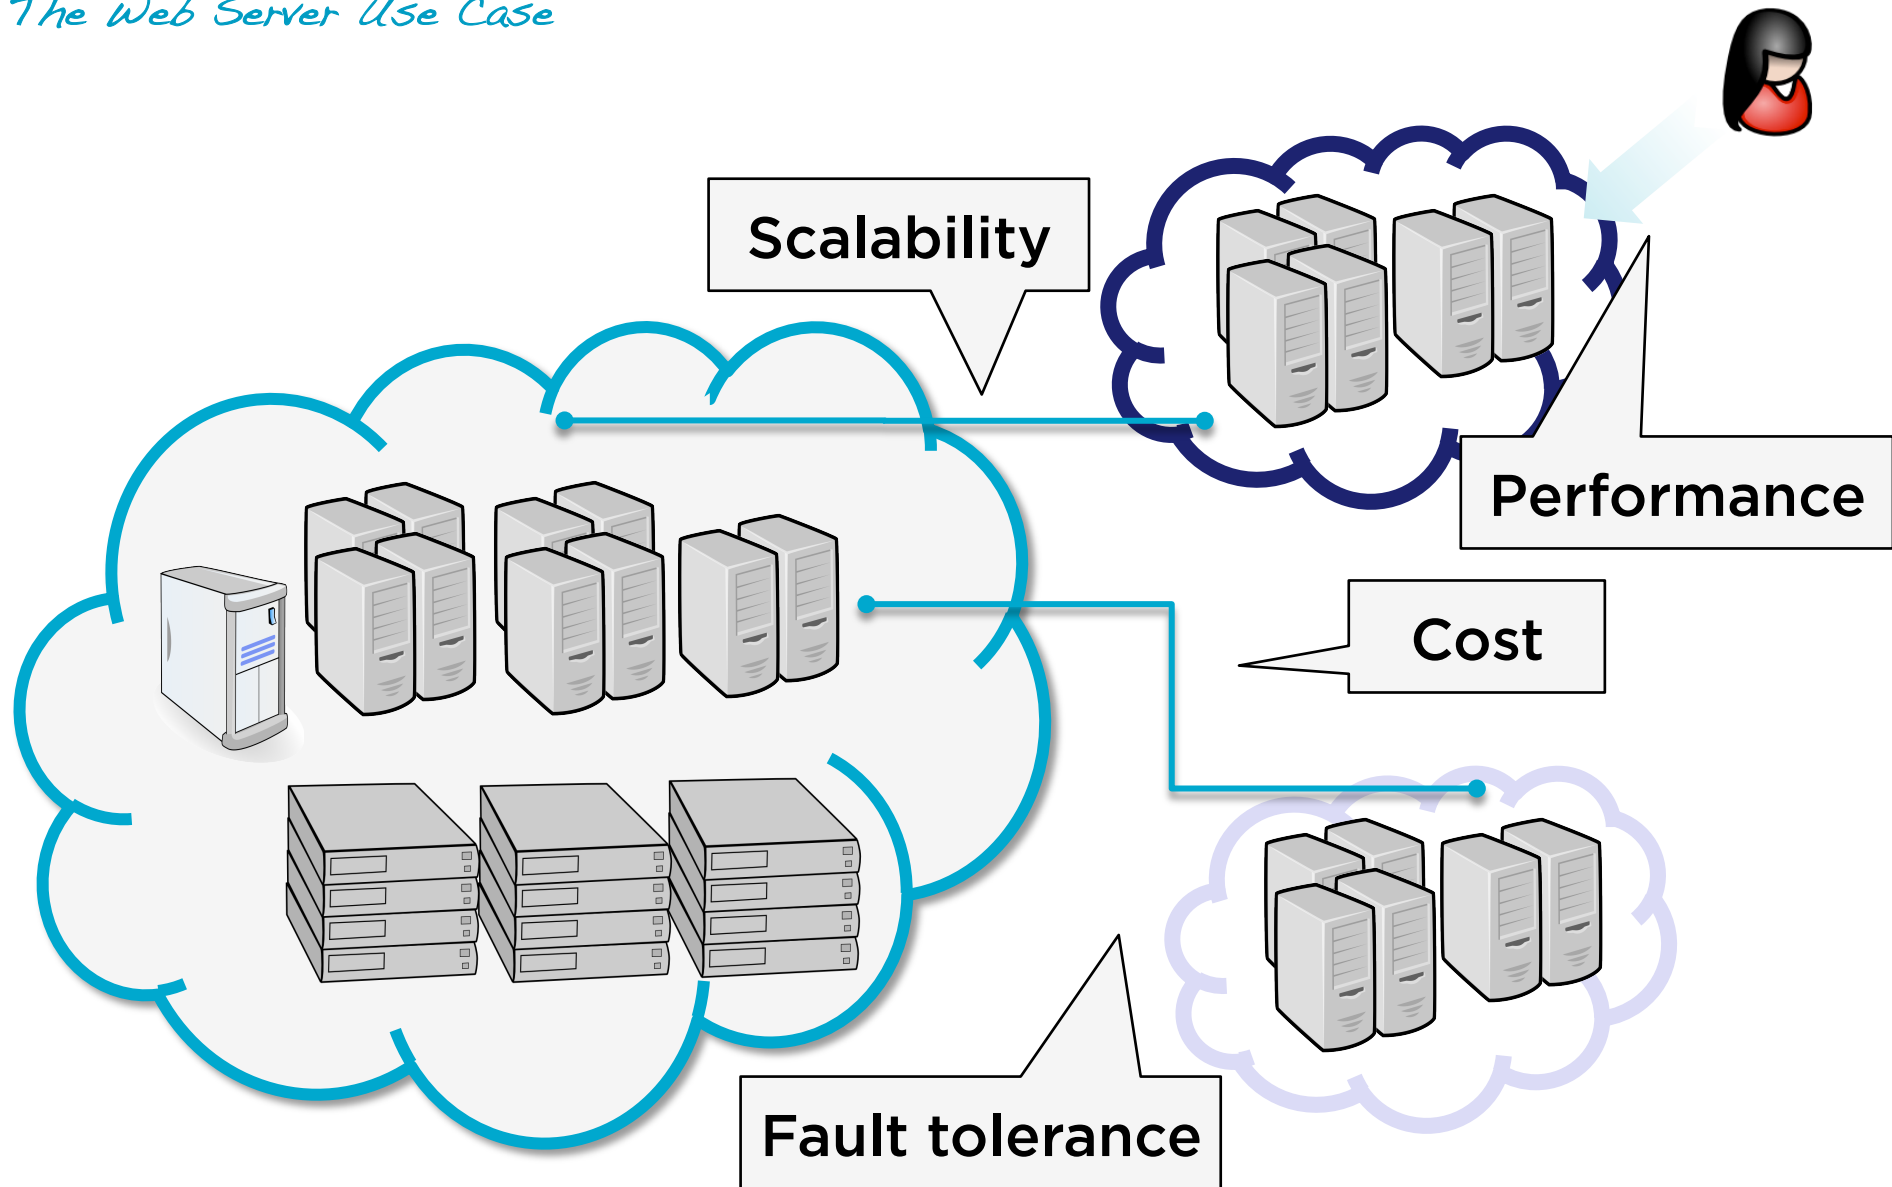 The Web Server Use Case
Scalability
Performance
Cost
Fault tolerance